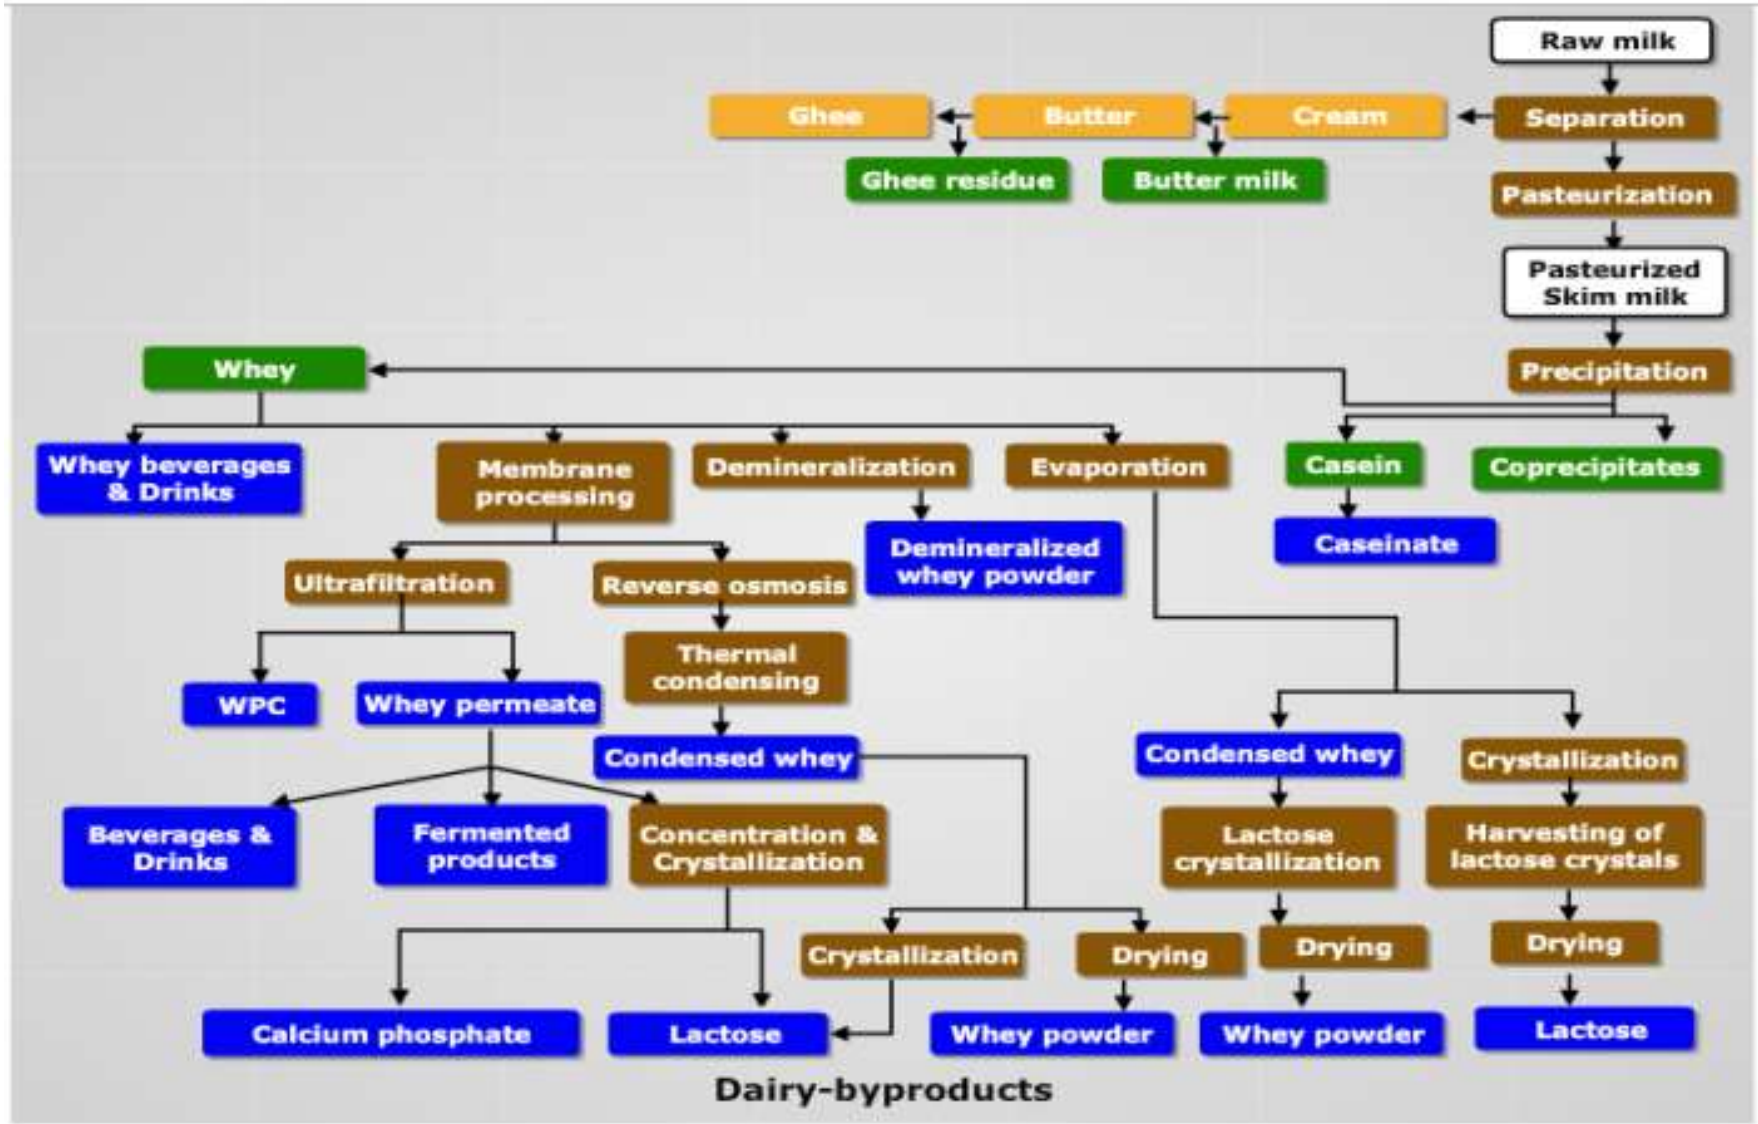 Raw milk
Ghee
Butter
Cream
Separation
Ghee residue
Butter milk
Pasteurization
Pasteurized
Skim milk
Whey
Precipitation
Whey beverages
& Drinks
Membrane
processing
Demineralization
Evaporation
Casein
Coprecipitates
Demineralized
whey powder
Caseinate
Ultrafiltration
Reverse osmosis
Thermal
condensing
WPC
Whey permeate
Condensed whey
Condensed whey
Crystallization
Beverages &
Drinks
Fermented
products
Concentration &
Crystallization
Lactose
crystallization
Harvesting of
lactose crystals
Crystallization
Drying
Drying
Drying
Calcium phosphate
Lactose
Whey powder
Whey powder
Lactose
Dairy-byproducts